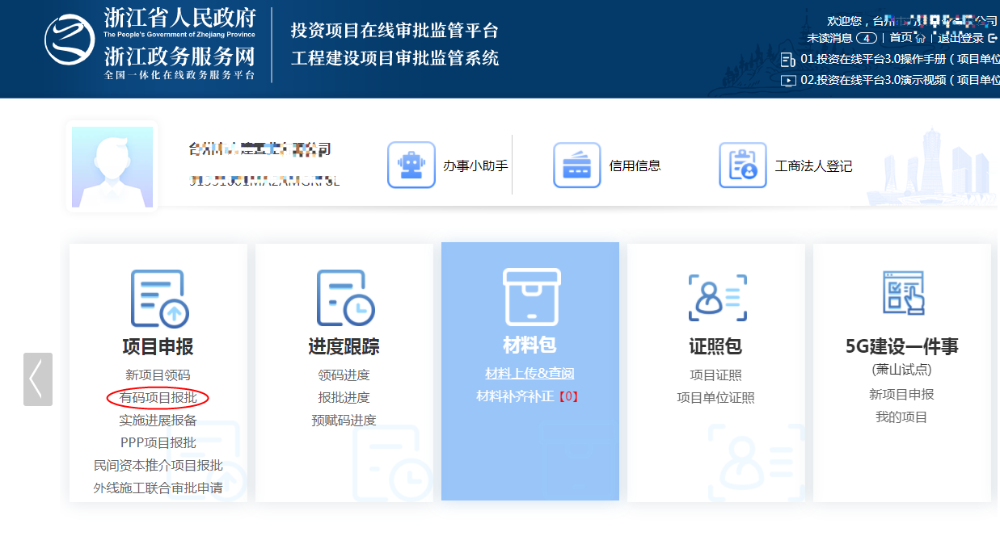 浙江省人民政府
The People's Government of Zhejiang Province
浙江政务服务网
全国一体化在线政务服务平台
投资项目在线审批监管平台
工程建设项目审批监管系统
欢迎您，台州 公司
未读消息 4 | 首页 | 退出登录
01.投资在线平台3.0操作手册（项目单位
02.投资在线平台3.0演示视频（项目单位
台州 公司
办事小助手
信用信息
工商法人登记
项目申报
新项目领码
有码项目报批
实施进展报备
PPP项目报批
民间资本推介项目报批
外线施工联合审批申请
进度跟踪
领码进度
报批进度
预赋码进度
材料包
材料上传&查阅
材料补齐补正【0】
证照包
项目证照
项目单位证照
5G建设一件事
(萧山试点)
新项目申报
我的项目